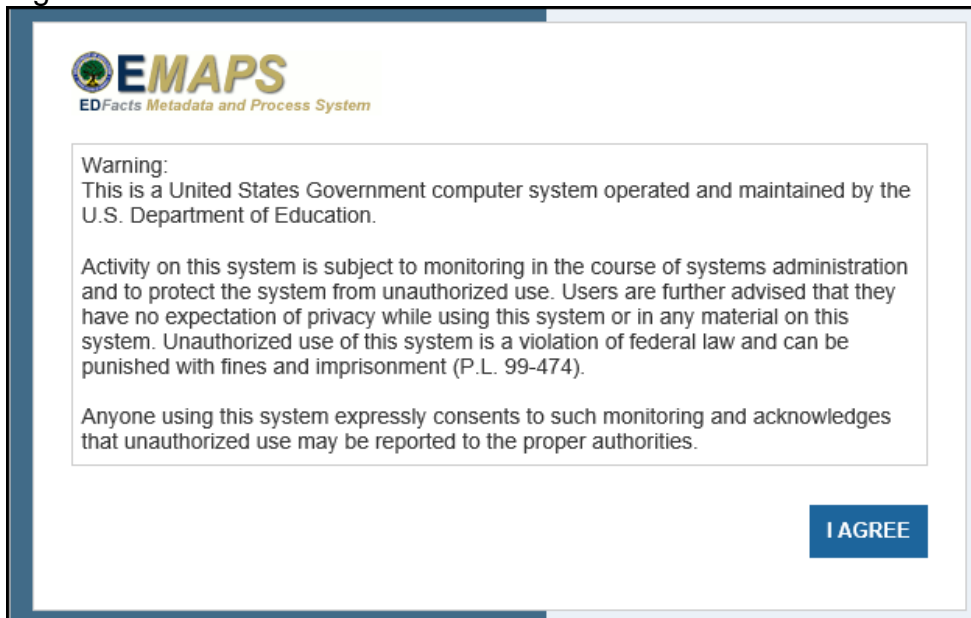 EMAPS
EDFacts Metadata and Process System
Warning:
This is a United States Government computer system operated and maintained by the
U.S. Department of Education.
Activity on this system is subject to monitoring in the course of systems administration
and to protect the system from unauthorized use. Users are further advised that they
have no expectation of privacy while using this system or in any material on this
system. Unauthorized use of this system is a violation of federal law and can be
punished with fines and imprisonment (P.L. 99-474).
Anyone using this system expressly consents to such monitoring and acknowledges
that unauthorized use may be reported to the proper authorities.
I AGREE